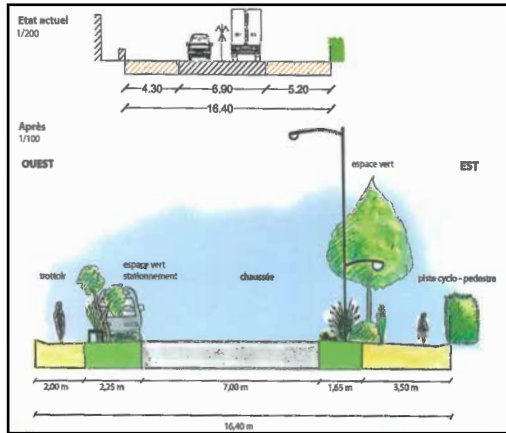 Etat actuel
1/200
4.30 6.90 5.20
16.40
Après
1/100
OUEST
espace vert
EST
trottoir
espace vert
stationnement
chaussée
piste cyclo - pedestre
2,00 m 2,25 m 7,00 m 1,65 m 3,50 m
16,40 m